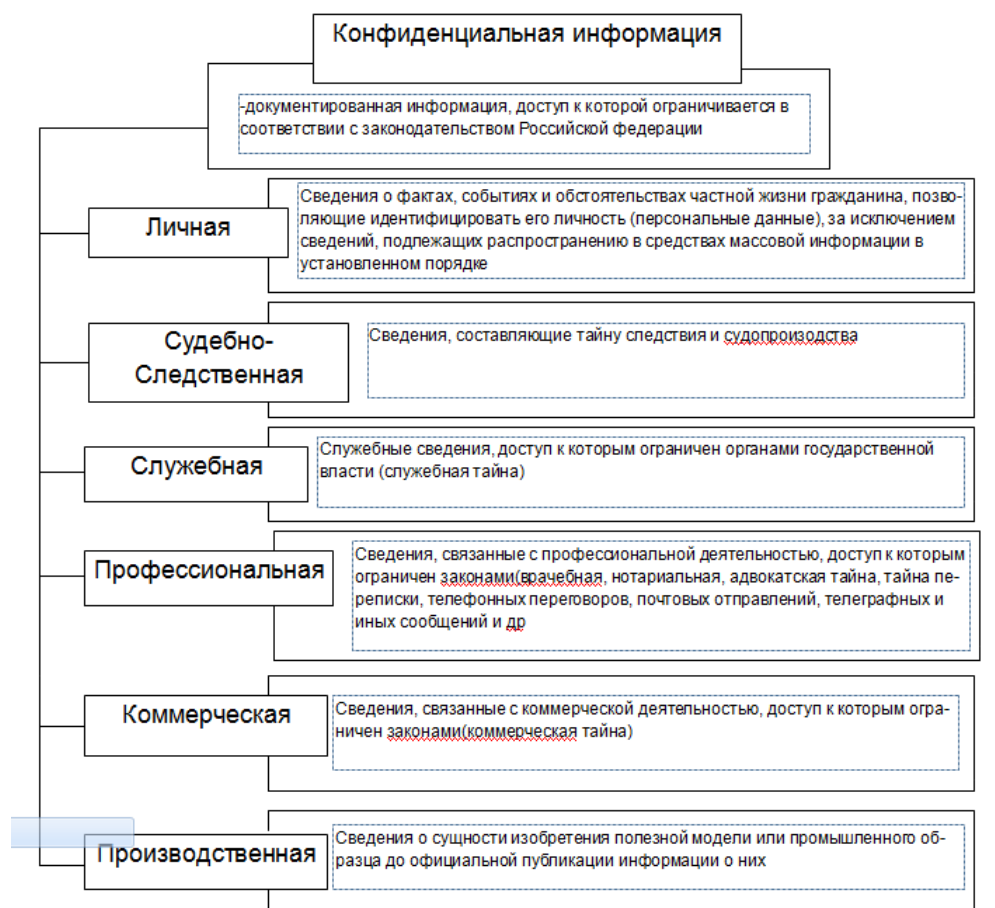 Конфиденциальная информация
-документированная информация, доступ к которой ограничивается в
соответствии с законодательством Российской федерации
Личная
Сведения о фактах, событиях и обстоятельствах частной жизни гражданина, позво-
ляющие идентифицировать его личность (персональные данные), за исключением
сведений, подлежащих распространению в средствах массовой информации в
установленном порядке
Судебно-
Следственная
Сведения, составляющие тайну следствия и судопроизодства
Служебная
Служебные сведения, доступ к которым ограничен органами государственной
власти (служебная тайна)
Профессиональная
Сведения, связанные с профессиональной деятельностью, доступ к которым
ограничен законами(врачебная, нотариальная, адвокатская тайна, тайна пе-
реписки, телефонных переговоров, почтовых отправлений, телеграфных и
иных сообщений и др
Коммерческая
Сведения, связанные с коммерческой деятельностью, доступ к которым огра-
ничен законами(коммерческая тайна)
Производственная
Сведения о сущности изобретения полезной модели или промышленного об-
разца до официальной публикации информации о них